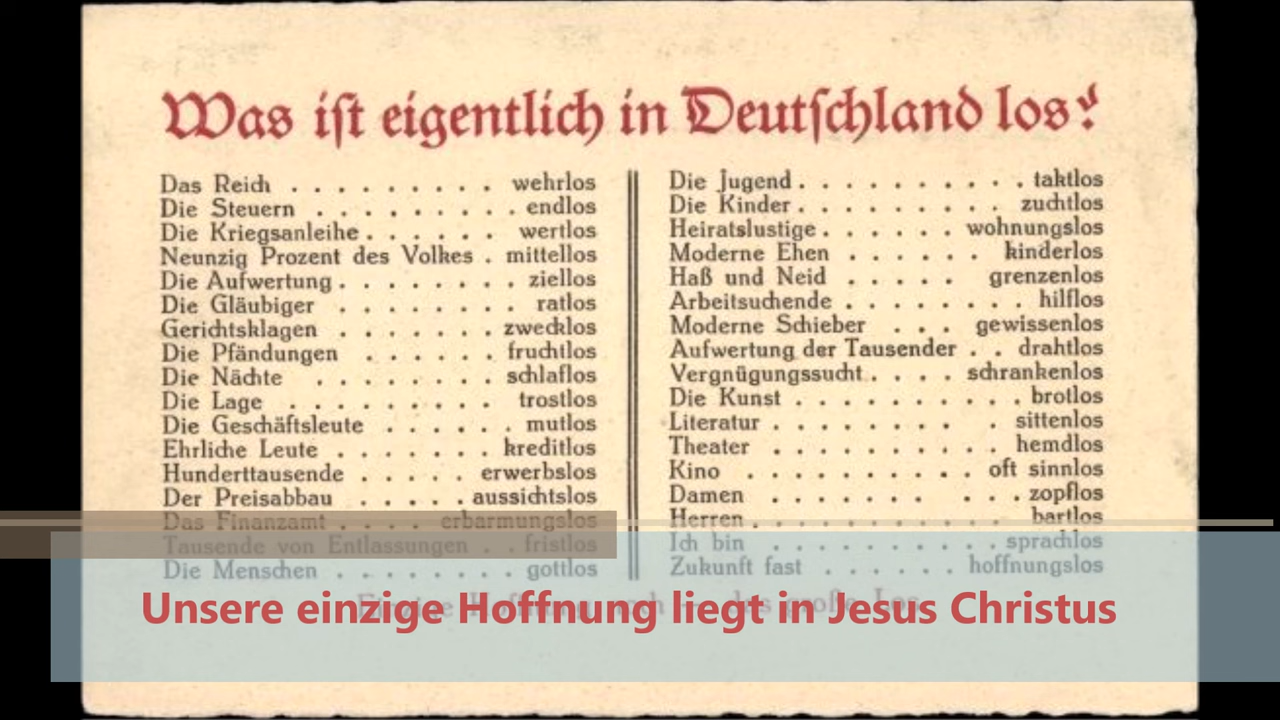 Was ist eigentlich in Deutschland los?
Das Reich . . . . . . . . . wehrlos
Die Steuern . . . . . . . . . endlos
Die Kriegsanleihe . . . . . . wertlos
Neunzig Prozent des Volkes . mittellos
Die Aufwertung . . . . . . . . ziellos
Die Gläubiger . . . . . . . . ratlos
Gerichtsklagen . . . . . . . zwecklos
Die Pfändungen . . . . . . fruchtlos
Die Nächte . . . . . . . . schlaflos
Die Lage . . . . . . . . . trostlos
Die Geschäftsleute . . . . . . mutlos
Ehrliche Leute . . . . . . . kreditlos
Hunderttausende . . . . . erwerbslos
Der Preisabbau . . . . . aussichtslos
Das Finanzamt . . . . erbarmungslos
Tausende von Entlassungen . . fristlos
Die Menschen . . . . . . . . gottlos
Die Jugend . . . . . . . . . . taktlos
Die Kinder . . . . . . . . . zuchtlos
Heiratslustige . . . . . . wohnungslos
Moderne Ehen . . . . . . kinderlos
Haß und Neid . . . . . grenzenlos
Arbeitsuchende . . . . . . . . hilflos
Moderne Schieber . . . gewissenlos
Aufwertung der Tausender . . drahtlos
Vergnügungssucht . . . . schrankenlos
Die Kunst . . . . . . . . . . brotlos
Literatur . . . . . . . . . sittenlos
Theater . . . . . . . . . . hemdlos
Kino . . . . . . . . . . oft sinnlos
Damen . . . . . . . . . . zopflos
Herren . . . . . . . . . . . bartlos
Ich bin . . . . . . . . . . sprachlos
Zukunft fast . . . . . . hoffnungslos
Unsere einzige Hoffnung liegt in Jesus Christus